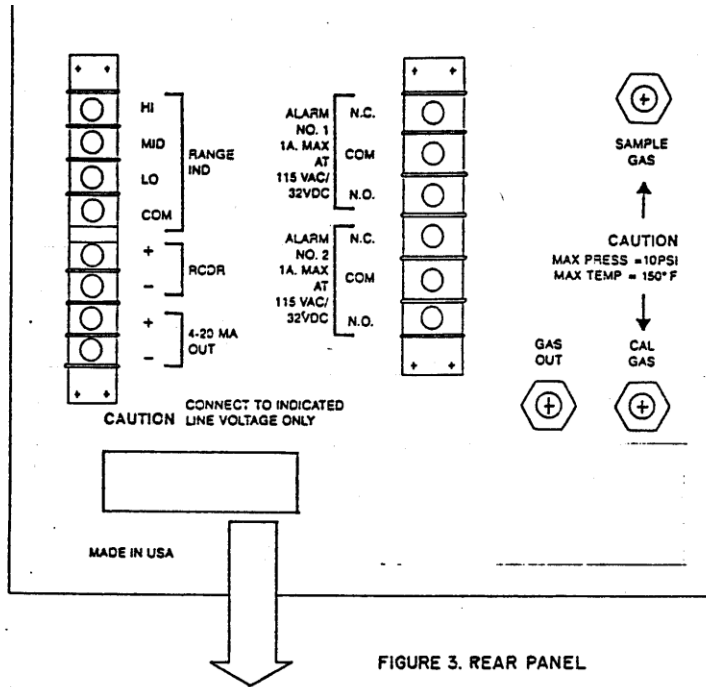 HI
MID
LO
COM
RANGE
IND
+
−
RCDR
+
−
4-20 MA
OUT
ALARM
NO. 1
1A. MAX
AT
115 VAC/
32VDC
N.C.
COM
N.O.
ALARM
NO. 2
1A. MAX
AT
115 VAC/
32VDC
N.C.
COM
N.O.
SAMPLE
GAS
CAUTION
MAX PRESS =10PSI
MAX TEMP = 150° F
GAS
OUT
CAL
GAS
CAUTION CONNECT TO INDICATED
LINE VOLTAGE ONLY
MADE IN USA
FIGURE 3. REAR PANEL